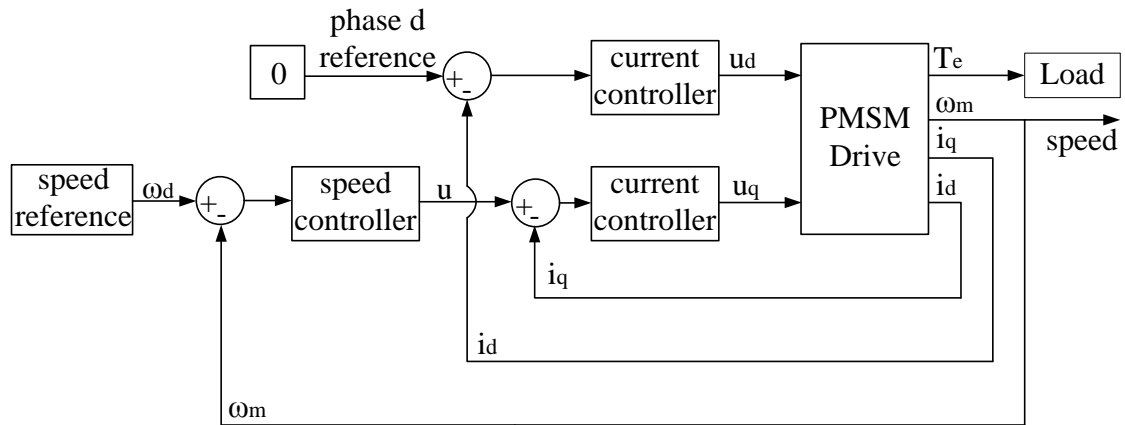 phase d
reference
0
+
-
current
controller
ud
PMSM
Drive
Te
Load
ωm
speed
iq
id
speed
reference
ωd
+
-
speed
controller
u
+
-
current
controller
uq
iq
id
ωm